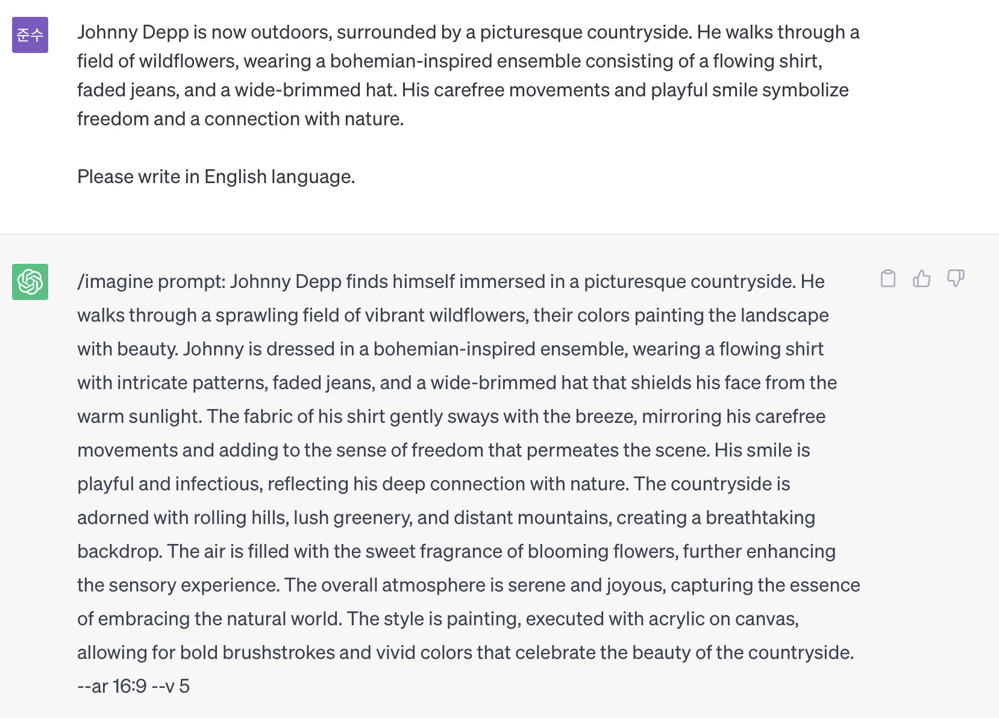 준수
Johnny Depp is now outdoors, surrounded by a picturesque countryside. He walks through a
field of wildflowers, wearing a bohemian-inspired ensemble consisting of a flowing shirt,
faded jeans, and a wide-brimmed hat. His carefree movements and playful smile symbolize
freedom and a connection with nature.
Please write in English language.
/imagine prompt: Johnny Depp finds himself immersed in a picturesque countryside. He
walks through a sprawling field of vibrant wildflowers, their colors painting the landscape
with beauty. Johnny is dressed in a bohemian-inspired ensemble, wearing a flowing shirt
with intricate patterns, faded jeans, and a wide-brimmed hat that shields his face from the
warm sunlight. The fabric of his shirt gently sways with the breeze, mirroring his carefree
movements and adding to the sense of freedom that permeates the scene. His smile is
playful and infectious, reflecting his deep connection with nature. The countryside is
adorned with rolling hills, lush greenery, and distant mountains, creating a breathtaking
backdrop. The air is filled with the sweet fragrance of blooming flowers, further enhancing
the sensory experience. The overall atmosphere is serene and joyous, capturing the essence
of embracing the natural world. The style is painting, executed with acrylic on canvas,
allowing for bold brushstrokes and vivid colors that celebrate the beauty of the countryside.
--ar 16:9 --v 5